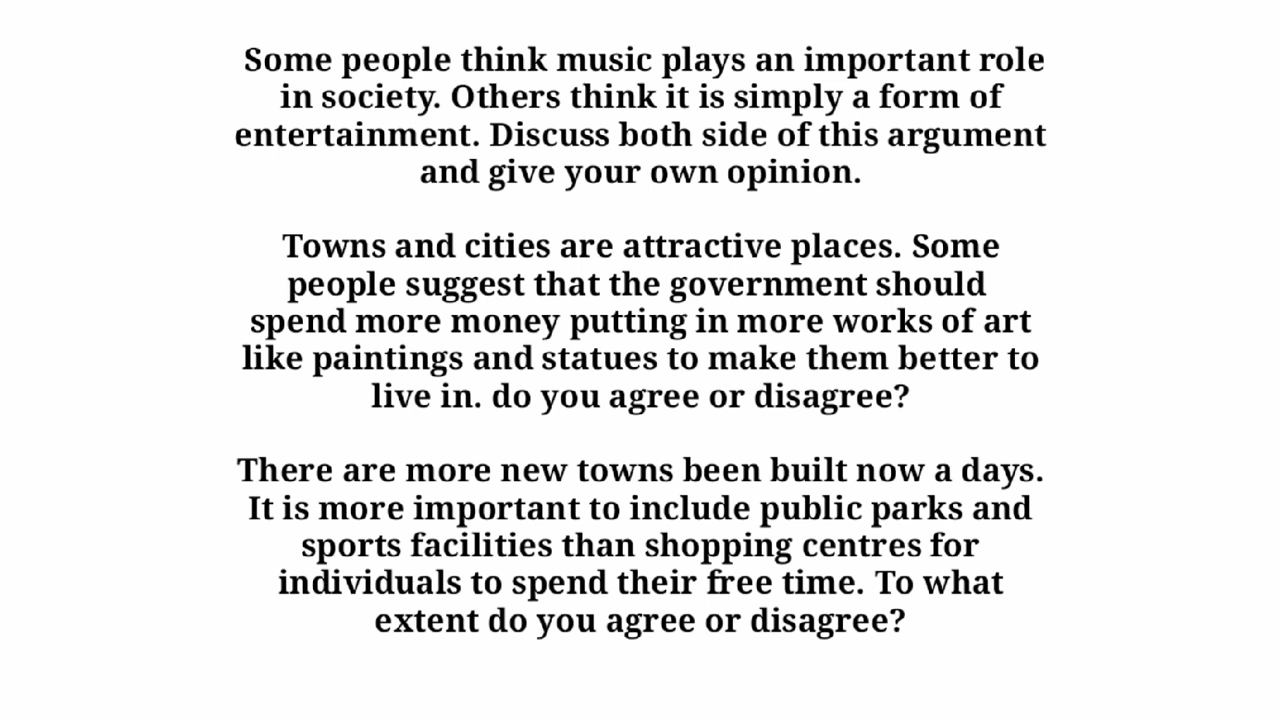 Some people think music plays an important role
in society. Others think it is simply a form of
entertainment. Discuss both side of this argument
and give your own opinion.
Towns and cities are attractive places. Some
people suggest that the government should
spend more money putting in more works of art
like paintings and statues to make them better to
live in. do you agree or disagree?
There are more new towns been built now a days.
It is more important to include public parks and
sports facilities than shopping centres for
individuals to spend their free time. To what
extent do you agree or disagree?